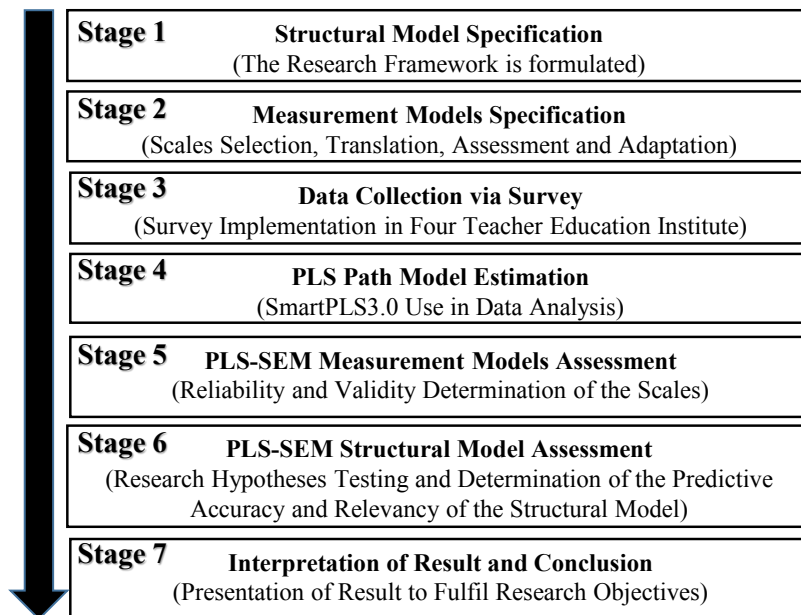 Stage 1 Structural Model Specification
(The Research Framework is formulated)
Stage 2 Measurement Models Specification
(Scales Selection, Translation, Assessment and Adaptation)
Stage 3 Data Collection via Survey
(Survey Implementation in Four Teacher Education Institute)
Stage 4 PLS Path Model Estimation
(SmartPLS3.0 Use in Data Analysis)
Stage 5 PLS-SEM Measurement Models Assessment
(Reliability and Validity Determination of the Scales)
Stage 6 PLS-SEM Structural Model Assessment
(Research Hypotheses Testing and Determination of the Predictive
Accuracy and Relevancy of the Structural Model)
Stage 7 Interpretation of Result and Conclusion
(Presentation of Result to Fulfil Research Objectives)